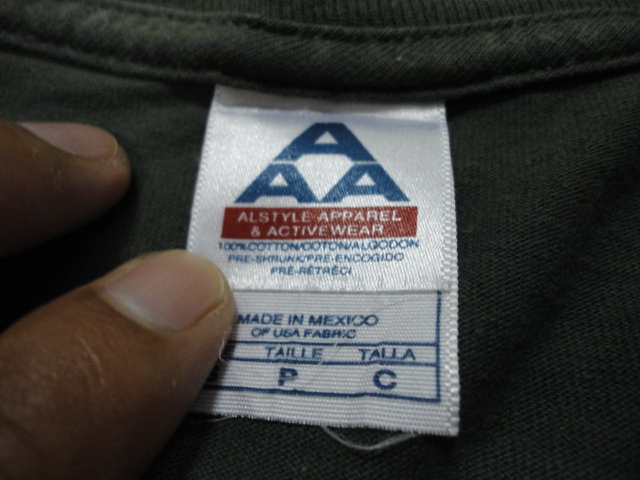 A
A A
ALSTYLE APPAREL
& ACTIVEWEAR
100%COTTON/COTON/ALGODON
PRE-SHRUNK/PRE-ENCOGIDO
PRÉ-RÉTRÉCI
MADE IN MEXICO
OF USA FABRIC
TAILLE TALLA
P C